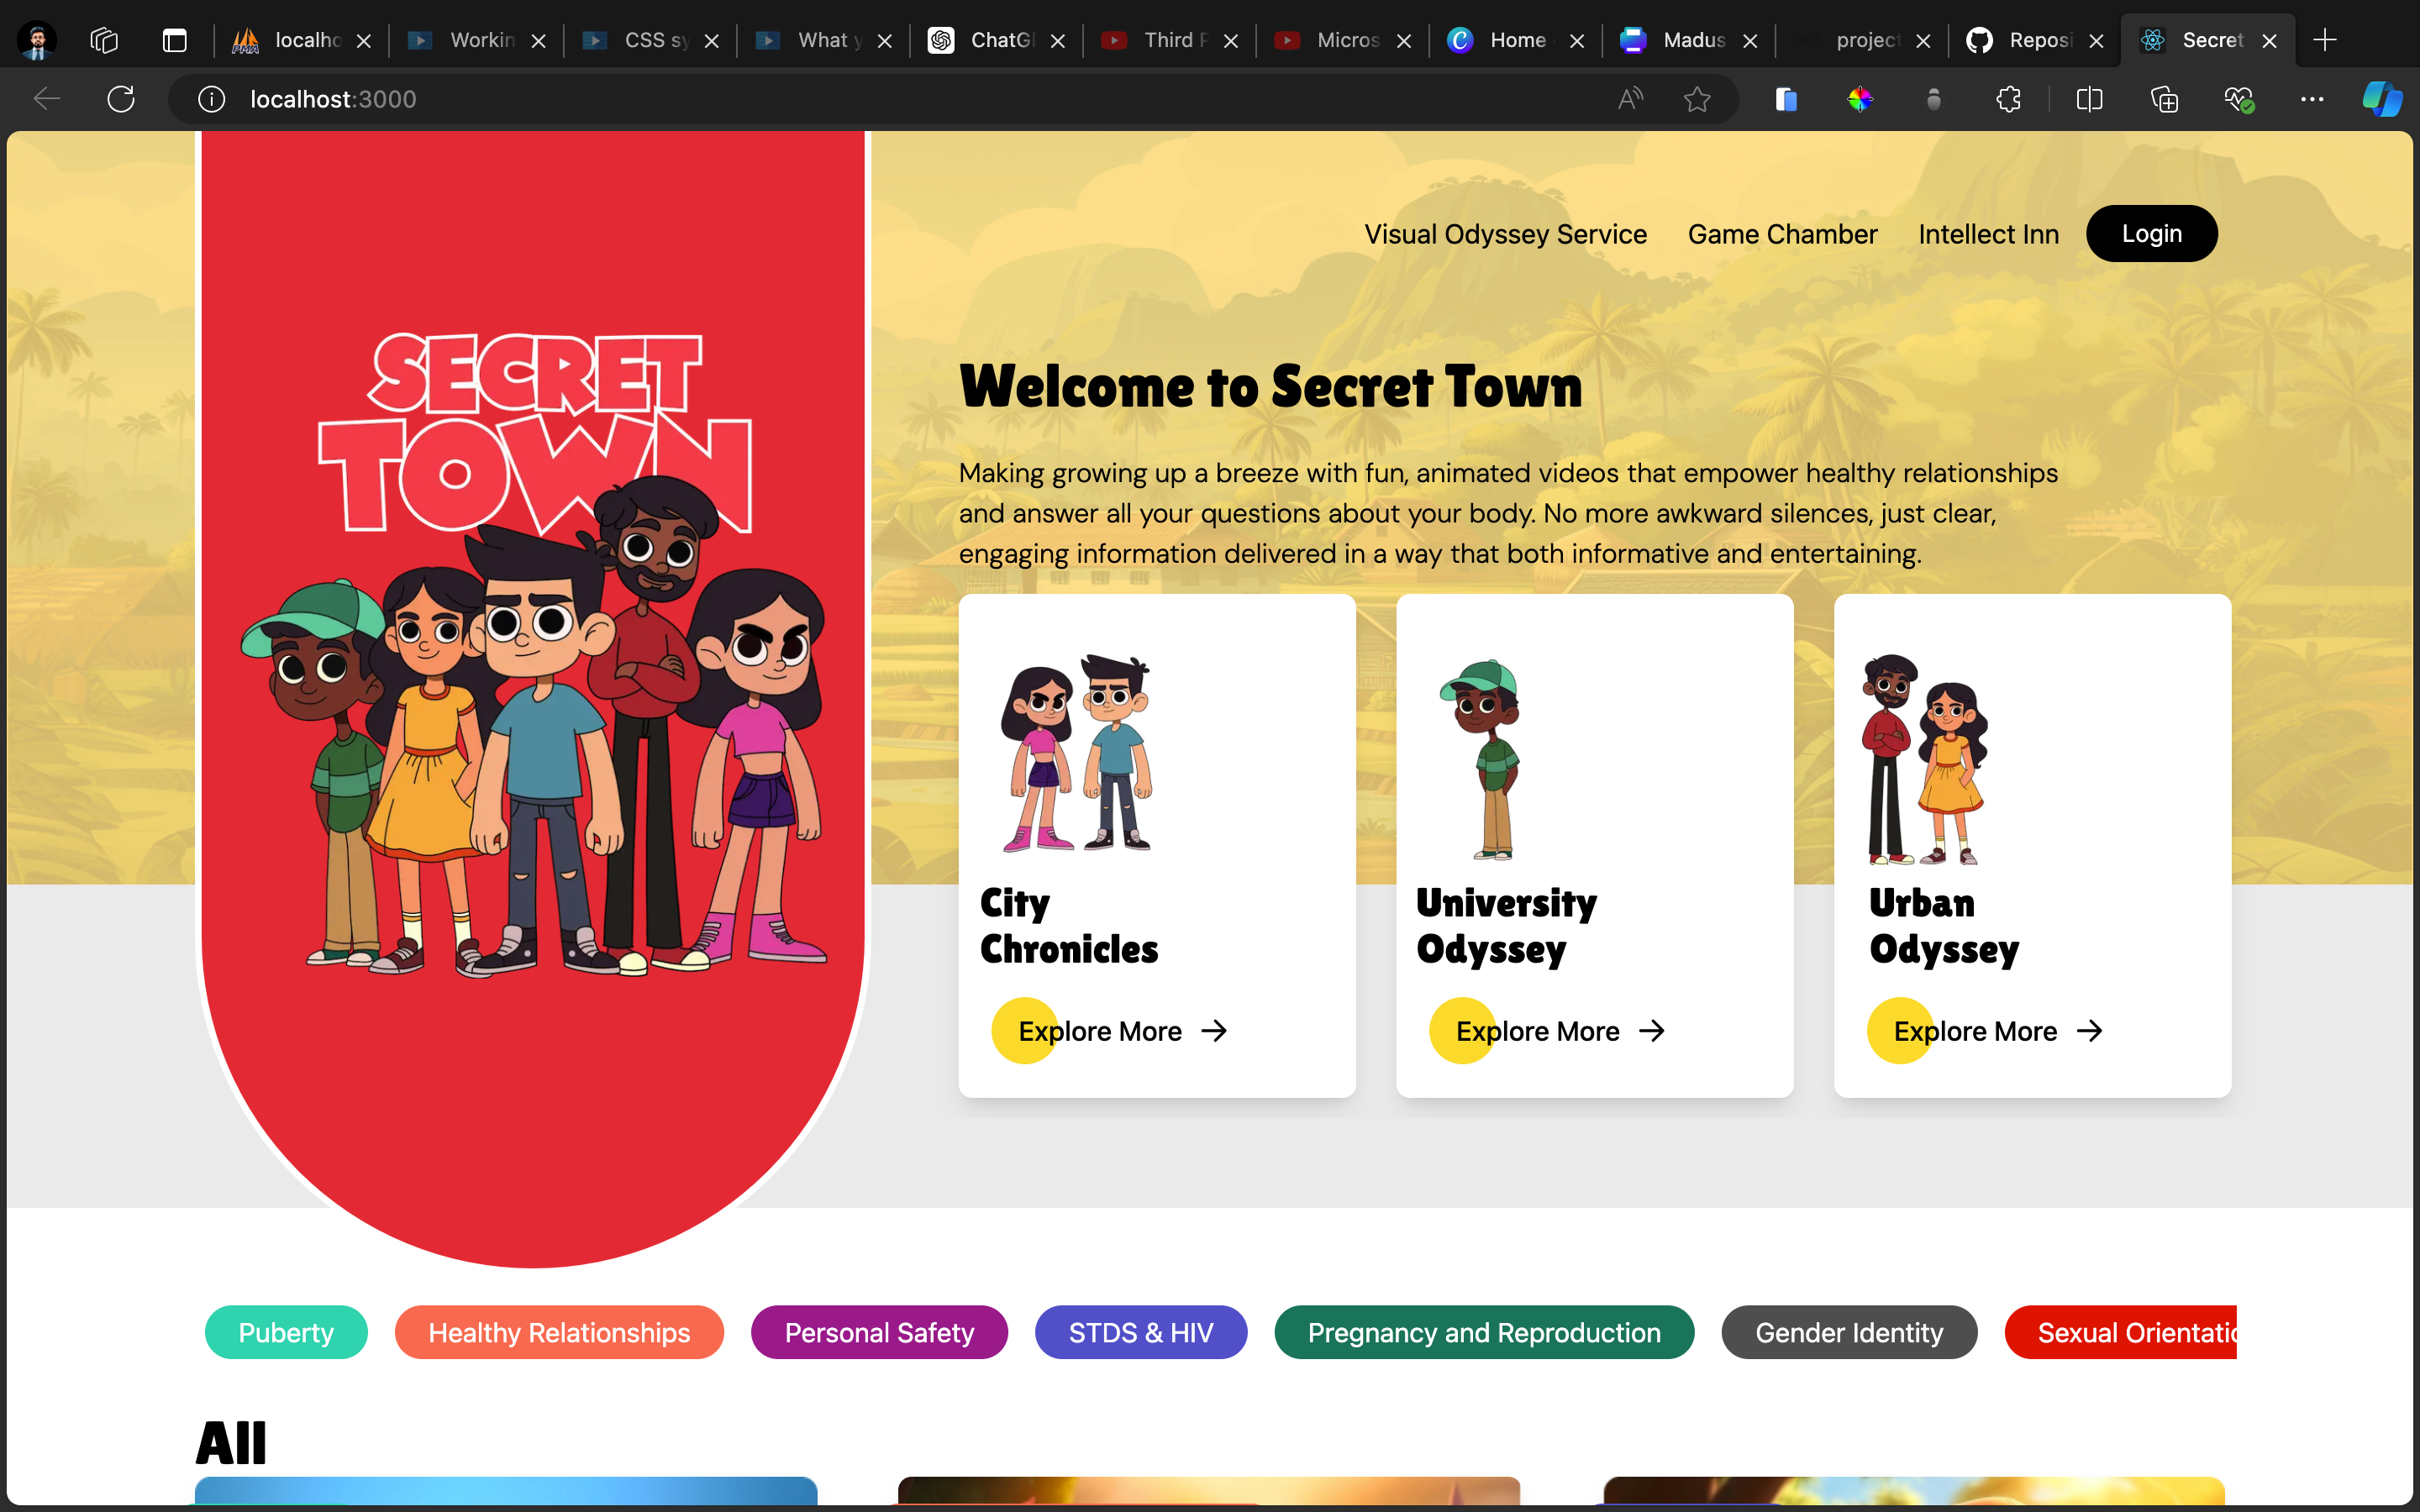 localho
Workin
CSS sy
What y
ChatG
Third P
Micros
Home
Madus
project
Reposi
Secret
localhost:3000
Visual Odyssey Service
Game Chamber
Intellect Inn
Login
SECRET
TOWN
Welcome to Secret Town
Making growing up a breeze with fun, animated videos that empower healthy relationships
and answer all your questions about your body. No more awkward silences, just clear,
engaging information delivered in a way that both informative and entertaining.
City
Chronicles
Explore More
University
Odyssey
Explore More
Urban
Odyssey
Explore More
Puberty
Healthy Relationships
Personal Safety
STDS & HIV
Pregnancy and Reproduction
Gender Identity
Sexual Orientatio
All